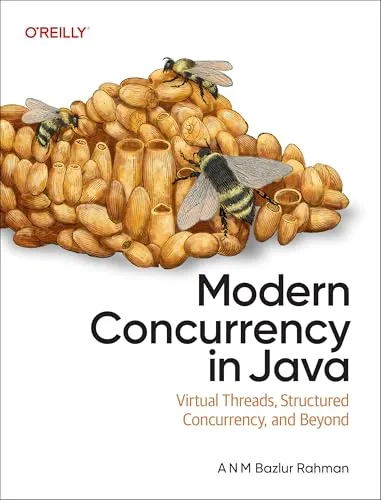 O'REILLY®
Modern
Concurrency
in Java
Virtual Threads, Structured
Concurrency, and Beyond
A N M Bazlur Rahman